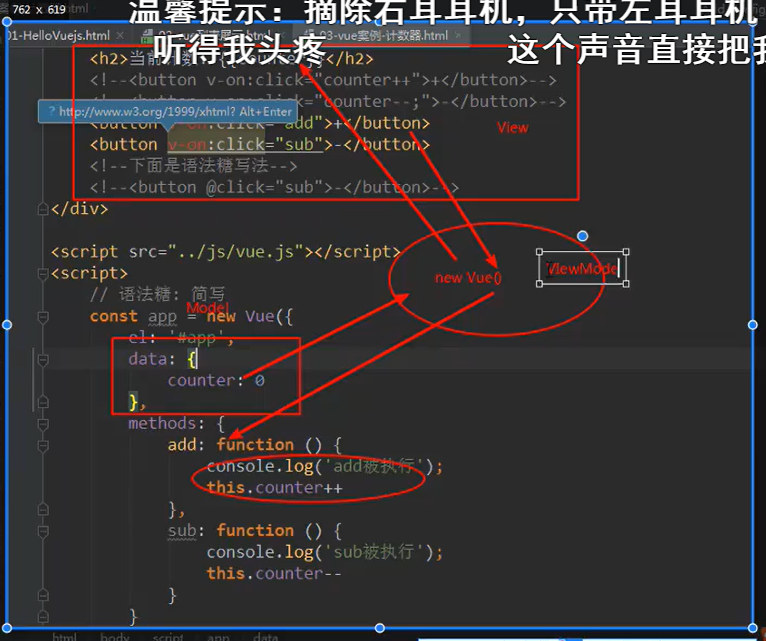 762 x 619
温馨提示：摘除右耳耳机，只带左耳耳机
01-HelloVuejs.html
03-vue案例-计数器.html
听得我头疼
这个声音直接把我
<h2>当前计数
</h2>
<!--<button v-on:click="counter++">+</button>-->
counter--;">-</button>-->
? http://www.w3.org/1999/xhtml? Alt+Enter
<button v-on:click="add">+</button>
View
<button v-on:click="sub">-</button>
<!--下面是语法糖写法-->
<!--<button @click="sub">-</button>-->
</div>
<script src="../js/vue.js"></script>
new Vue()
ViewModel
<script>
// 语法糖: 简写
Model
const app = new Vue({
el: '#app',
data: {
counter: 0
},
methods: {
add: function () {
console.log('add被执行');
this.counter++
},
sub: function () {
console.log('sub被执行');
this.counter--
}
}
html body script app data